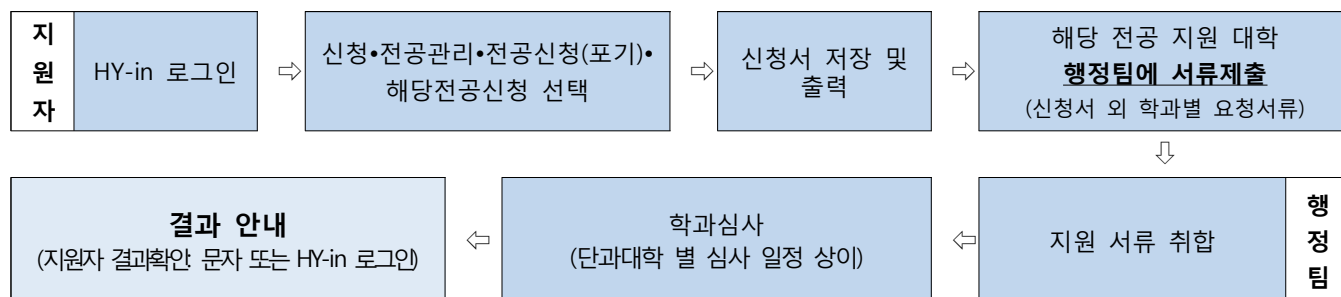 지
원
자
HY-in 로그인
⇨
신청•전공관리•전공신청(포기)•
해당전공신청 선택
⇨
신청서 저장 및
출력
⇨
해당 전공 지원 대학
행정팀에 서류제출
(신청서 외 학과별 요청서류)
⇩
행
정
팀
지원 서류 취합
⇦
학과심사
(단과대학 별 심사 일정 상이)
⇦
결과 안내
(지원자 결과확인: 문자 또는 HY-in 로그인)